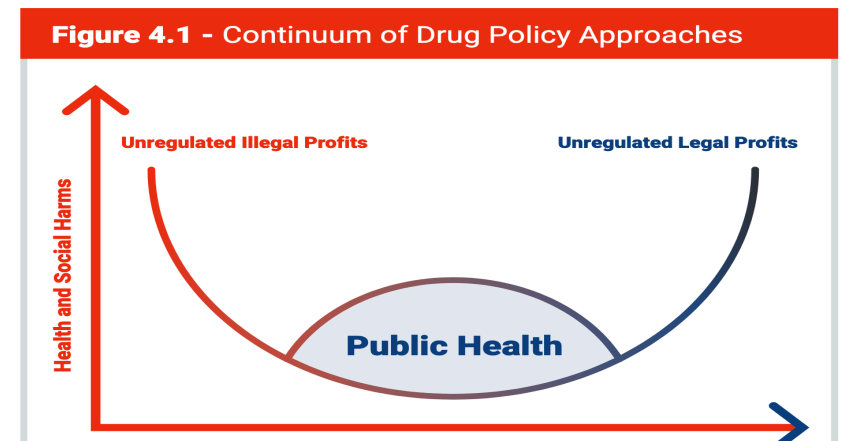 Figure 4.1 - Continuum of Drug Policy Approaches
Unregulated Illegal Profits
Unregulated Legal Profits
Health and Social Harms
Public Health